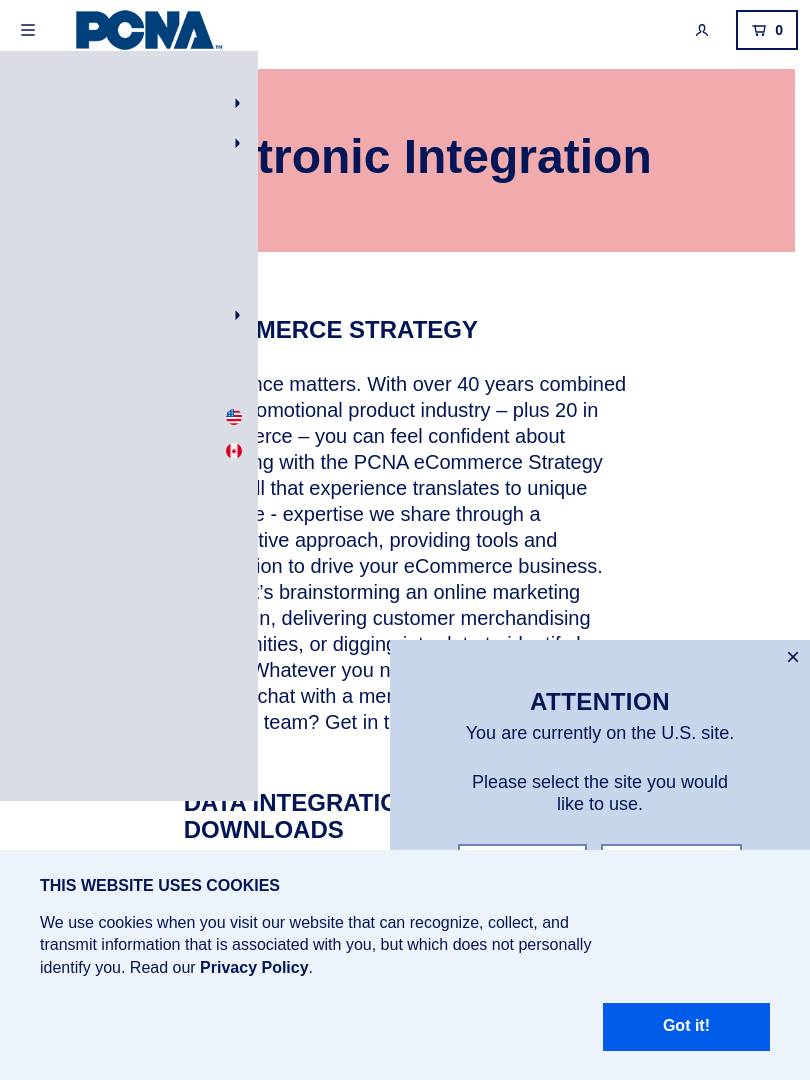 PCNA™
0
tronic Integration
MERCE STRATEGY
nce matters. With over 40 years combined
omotional product industry – plus 20 in
erce – you can feel confident about
ng with the PCNA eCommerce Strategy
ll that experience translates to unique
e - expertise we share through a
tive approach, providing tools and
ion to drive your eCommerce business.
t’s brainstorming an online marketing
n, delivering customer merchandising
nities, or digging
Whatever you n
chat with a me
team? Get in t
×
ATTENTION
You are currently on the U.S. site.
Please select the site you would
like to use.
DATA INTEGRATIO
DOWNLOADS
THIS WEBSITE USES COOKIES
We use cookies when you visit our website that can recognize, collect, and
transmit information that is associated with you, but which does not personally
identify you. Read our Privacy Policy.
Got it!